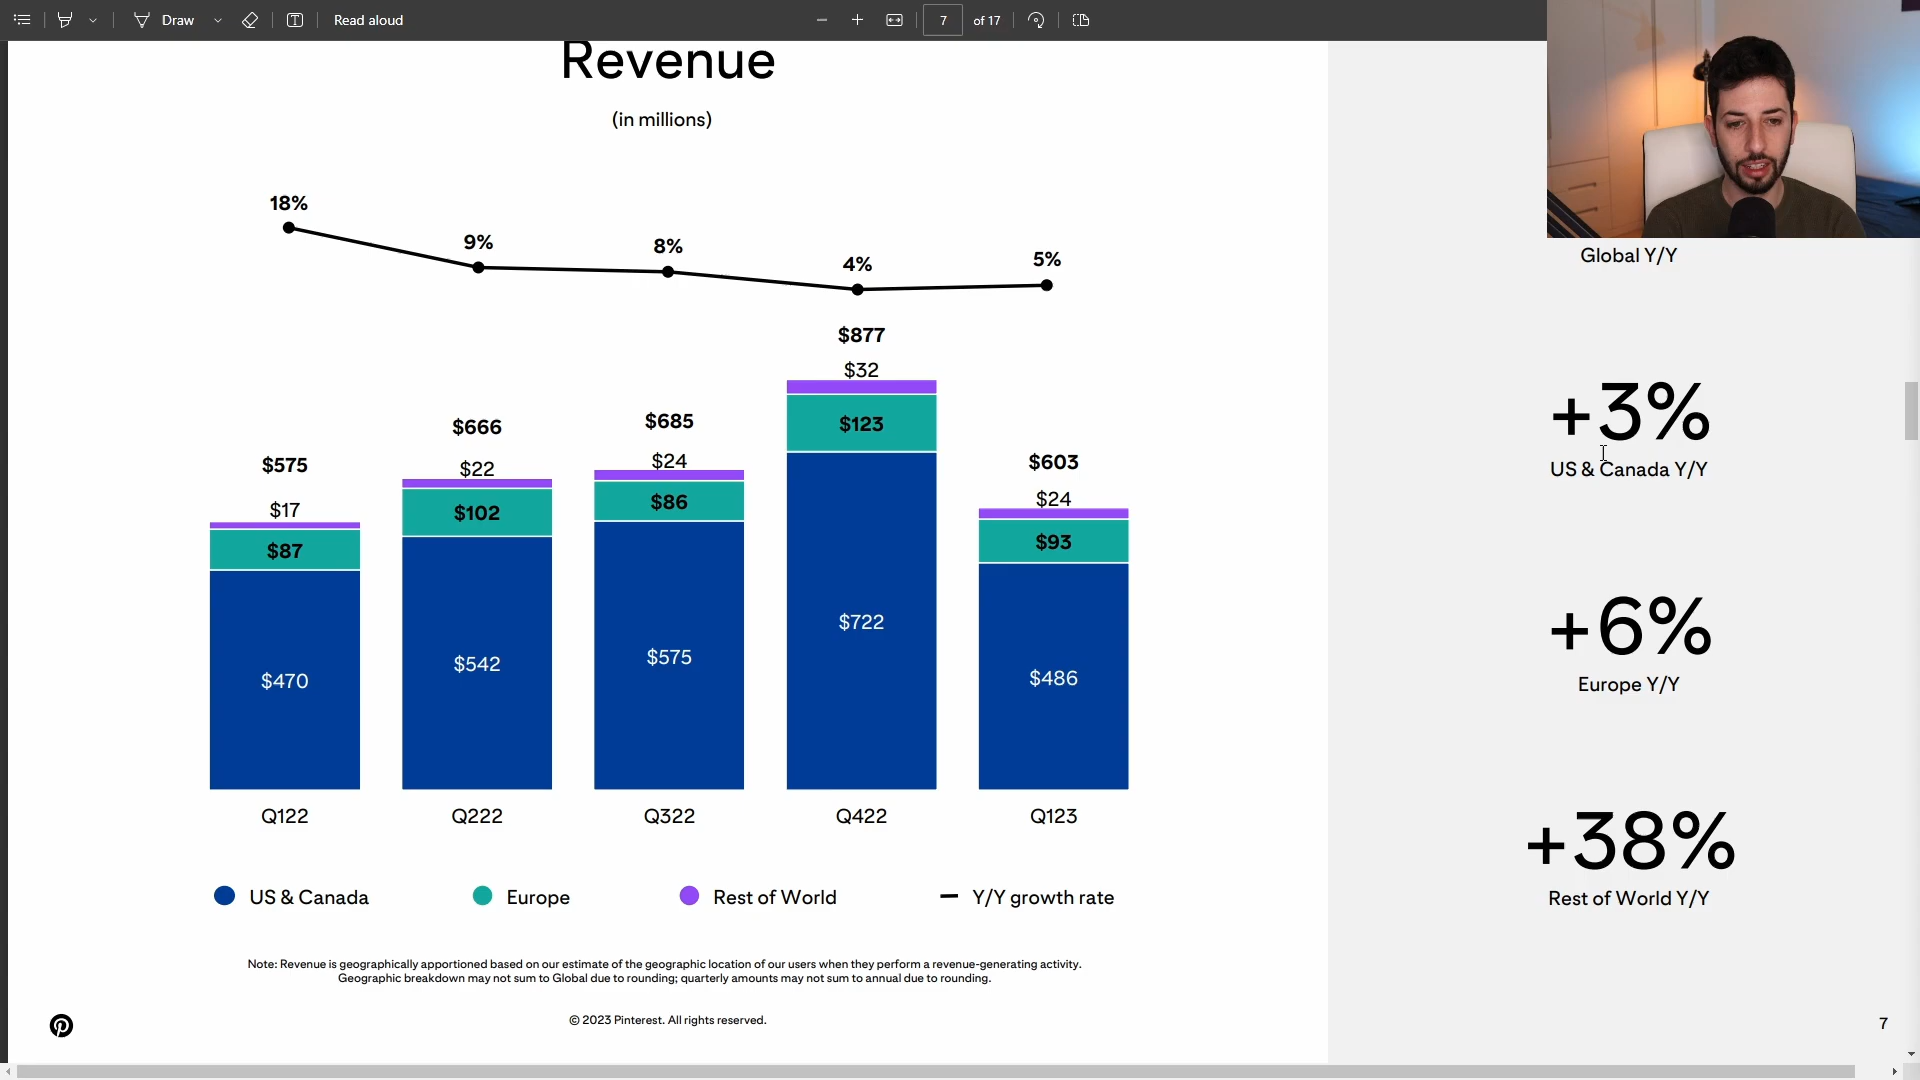 Draw
Read aloud
7 of 17
Revenue
(in millions)
18%
9%
8%
4%
5%
$575
$666
$685
$877
$603
$17
$22
$24
$32
$24
$87
$102
$86
$123
$93
$470
$542
$575
$722
$486
Q122
Q222
Q322
Q422
Q123
US & Canada
Europe
Rest of World
Y/Y growth rate
Note: Revenue is geographically apportioned based on our estimate of the geographic location of our users when they perform a revenue-generating activity.
Geographic breakdown may not sum to Global due to rounding; quarterly amounts may not sum to annual due to rounding.
© 2023 Pinterest. All rights reserved.
Global Y/Y
+3%
US & Canada Y/Y
+6%
Europe Y/Y
+38%
Rest of World Y/Y
7